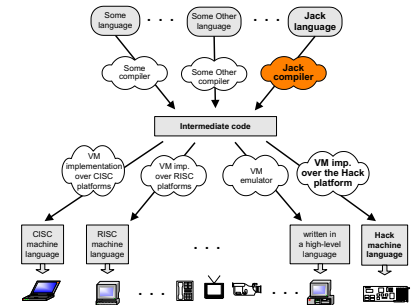 Some
language
. . .
Some Other
language
. . .
Jack
language
Some
compiler
Some Other
compiler
Jack
compiler
Intermediate code
VM
implementation
over CISC
platforms
VM imp.
over RISC
platforms
VM
emulator
VM imp.
over the Hack
platform
CISC
machine
language
RISC
machine
language
. . .
written in
a high-level
language
Hack
machine
language
. . .
. . .